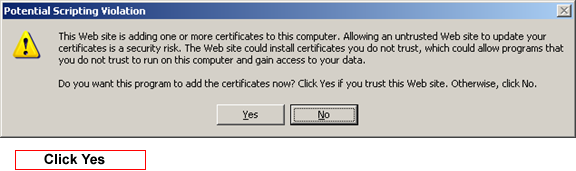 Potential Scripting Violation
This Web site is adding one or more certificates to this computer. Allowing an untrusted Web site to update your
certificates is a security risk. The Web site could install certificates you do not trust, which could allow programs that
you do not trust to run on this computer and gain access to your data.
Do you want this program to add the certificates now? Click Yes if you trust this Web site. Otherwise, click No.
Yes No
Click Yes